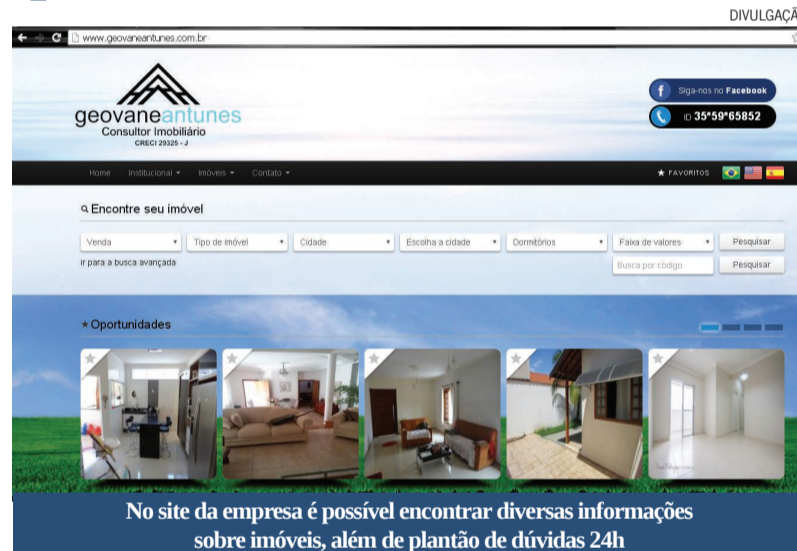 DIVULGAÇÃ
www.geovaneantunes.com.br
geovaneantunes
Consultor Imobiliário
CRECI 29325 - J
Siga-nos no Facebook
ID 35*59*65852
Home Institucional Imóveis Contato
★ FAVORITOS
Encontre seu imóvel
Venda Tipo de imóvel Cidade Escolha a cidade Dormitórios Faixa de valores Pesquisar
ir para a busca avançada Busca por código Pesquisar
★ Oportunidades
No site da empresa é possível encontrar diversas informações
sobre imóveis, além de plantão de dúvidas 24h